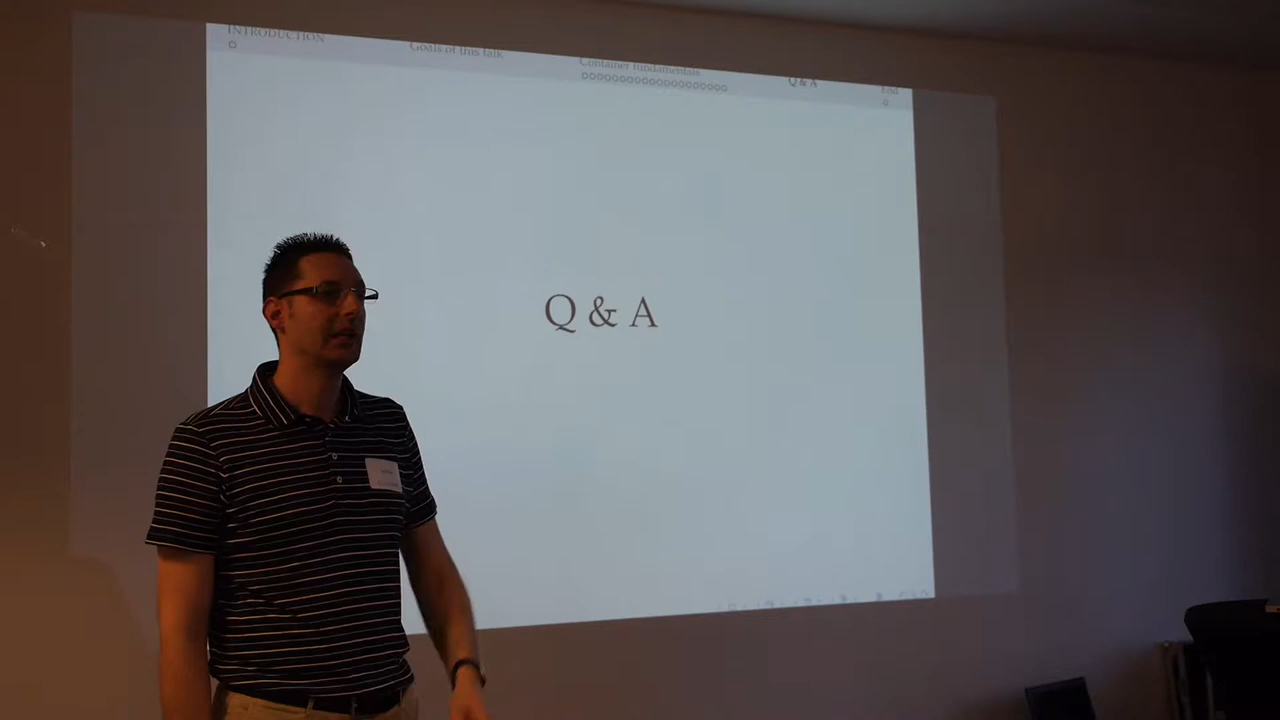 INTRODUCTION
Goals of this talk
Container fundamentals
Q & A
End
Q & A